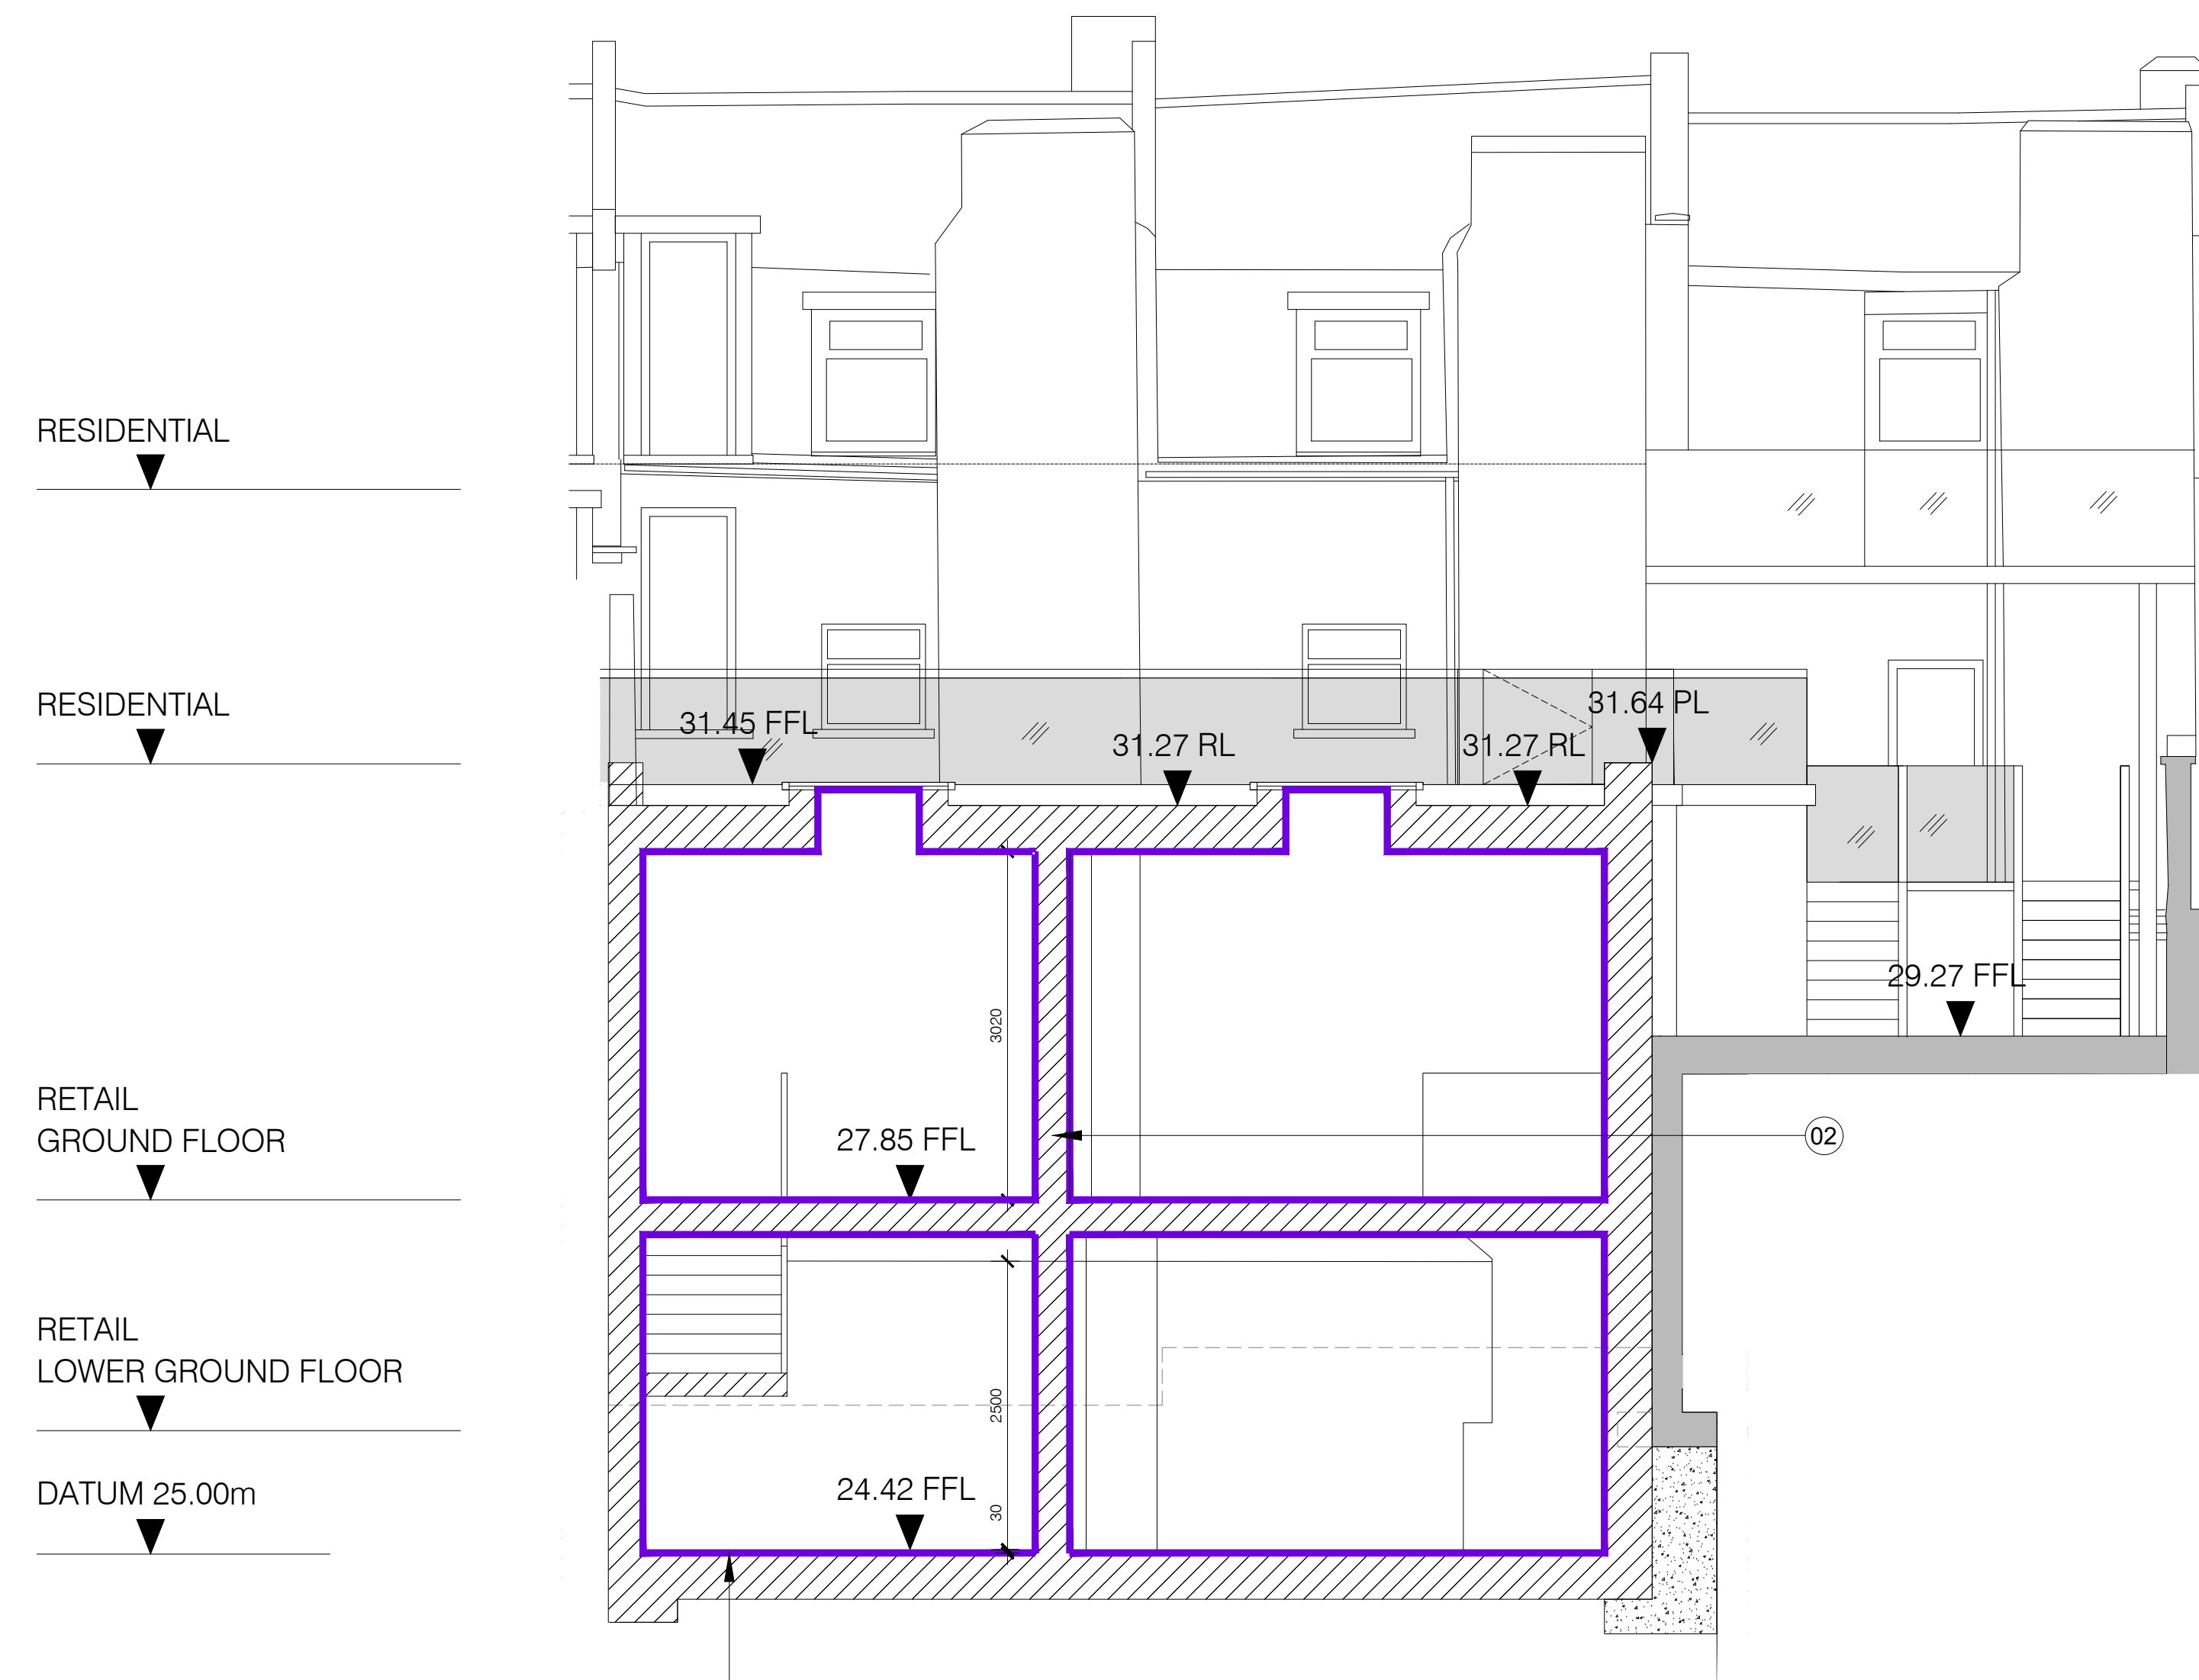 RESIDENTIAL
RESIDENTIAL
31.45 FFL
31.27 RL
31.27 RL
31.64 PL
29.27 FFL
3020
RETAIL
GROUND FLOOR
27.85 FFL
02
RETAIL
LOWER GROUND FLOOR
2500
DATUM 25.00m
24.42 FFL
30